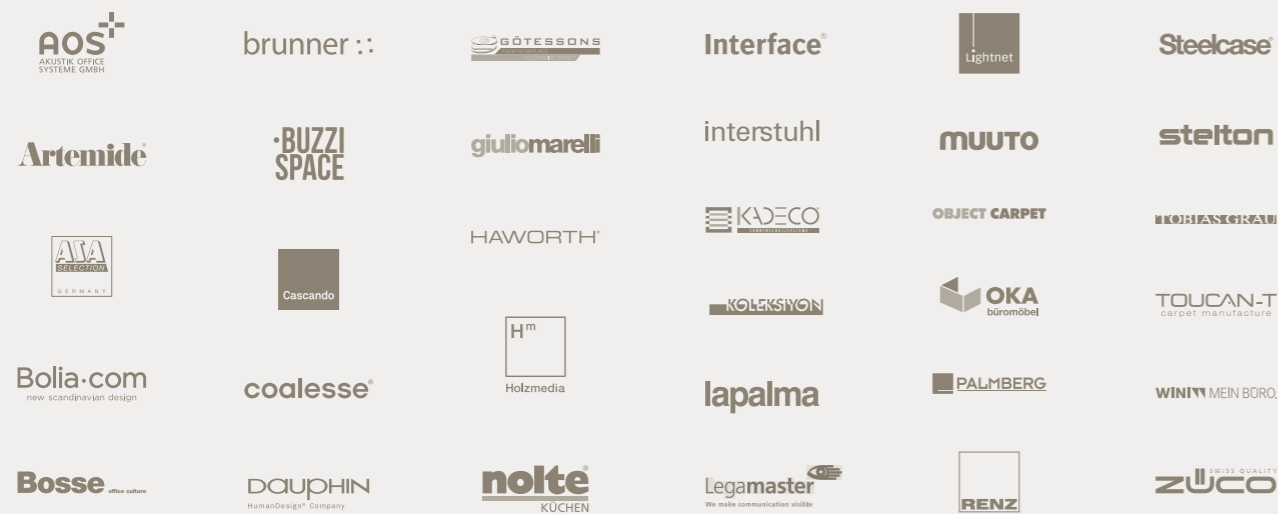 AOS
AKUSTIK OFFICE
SYSTEME GMBH
Artemide®
ASA
SELECTION
GERMANY
Bolia.com
new scandinavian design
Bosse office culture
brunner ::
BUZZI
SPACE
Cascando
coalesse®
DAUPHIN
HumanDesign® Company
GÖTESSONS
giuliomarelli
HAWORTH®
Hm
Holzmedia
nolte®
KÜCHEN
Interface®
interstuhl
KADECO
SONNENSCHUTZSYSTEME
KOLEKSIYON
lapalma
Legamaster
We make communication visible
Lightnet
MUUTO
OBJECT CARPET
OKA
büromöbel
PALMBERG
RENZ
Steelcase®
stelton
TOBIAS GRAU
TOUCAN-T
carpet manufacture
WINI MEIN BÜRO.
SWISS QUALITY
ZÜCO